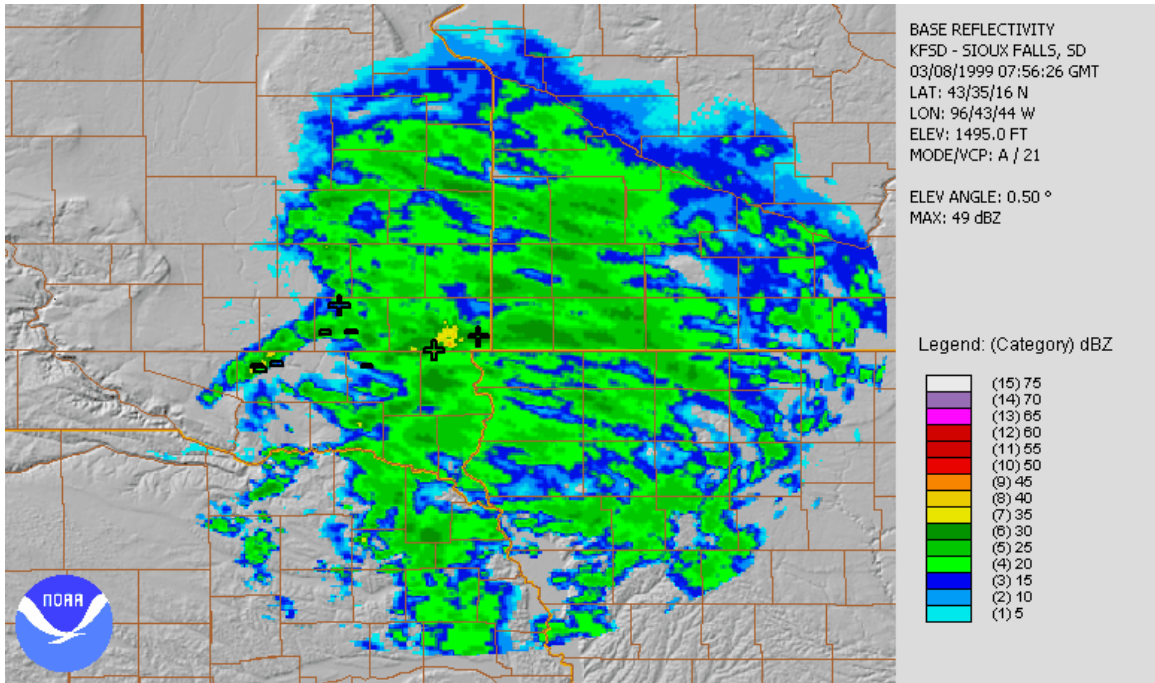 BASE REFLECTIVITY
KFSD - SIOUX FALLS, SD
03/08/1999 07:56:26 GMT
LAT: 43/35/16 N
LON: 96/43/44 W
ELEV: 1495.0 FT
MODE/VCP: A / 21
ELEV ANGLE: 0.50 °
MAX: 49 dBZ
Legend: (Category) dBZ
(15) 75
(14) 70
(13) 65
(12) 60
(11) 55
(10) 50
(9) 45
(8) 40
(7) 35
(6) 30
(5) 25
(4) 20
(3) 15
(2) 10
(1) 5
NOAA